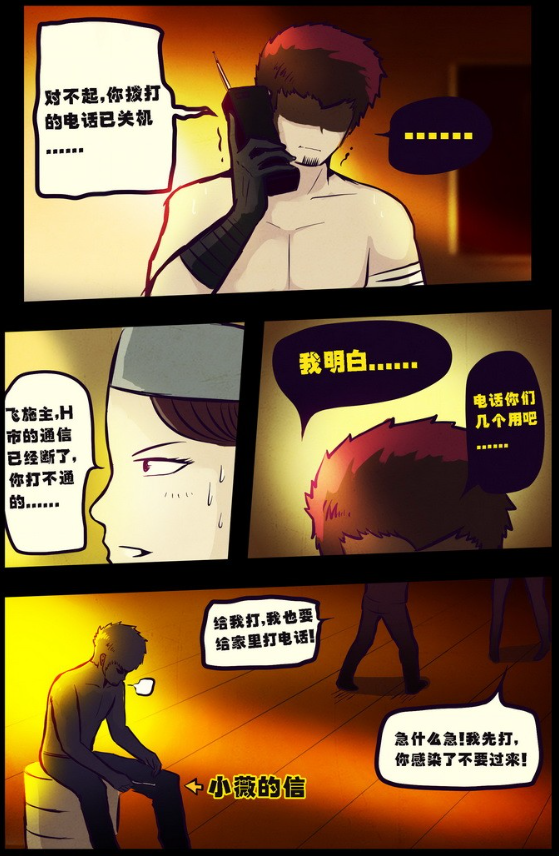 对不起,你拨打
的电话已关机
……
……
飞施主,H
市的通信
已经断了,
你打不通
的……
我明白……
电话你们
几个用吧
……
给我打,我也要
给家里打电话!
急什么急!我先打,
你感染了不要过来!
小薇的信